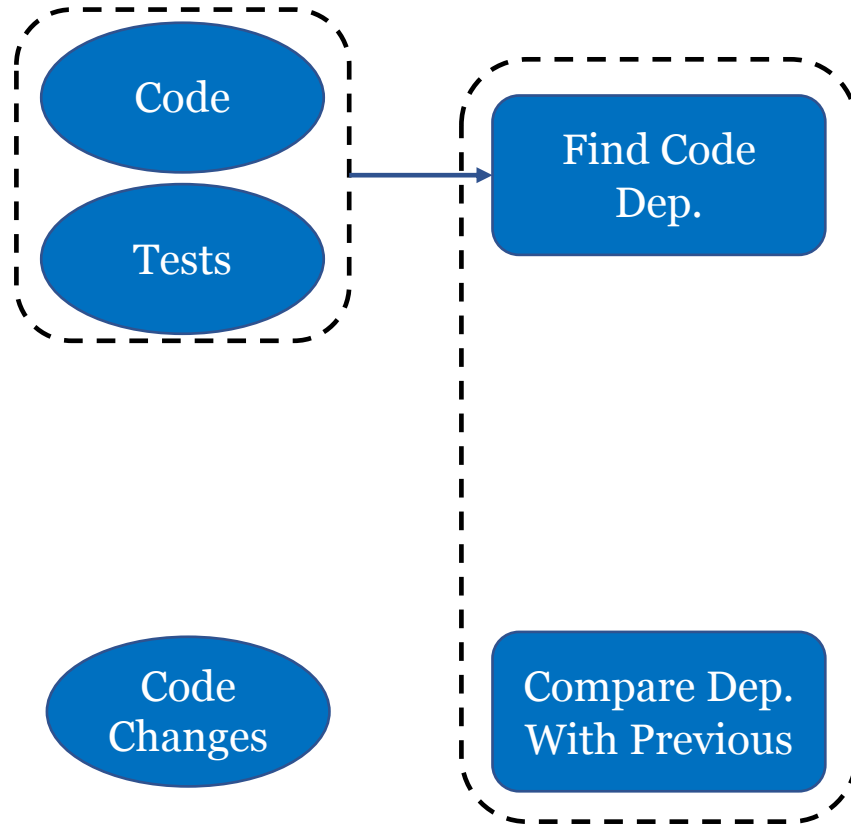 Code
Find Code
Dep.
Tests
Code
Changes
Compare Dep.
With Previous